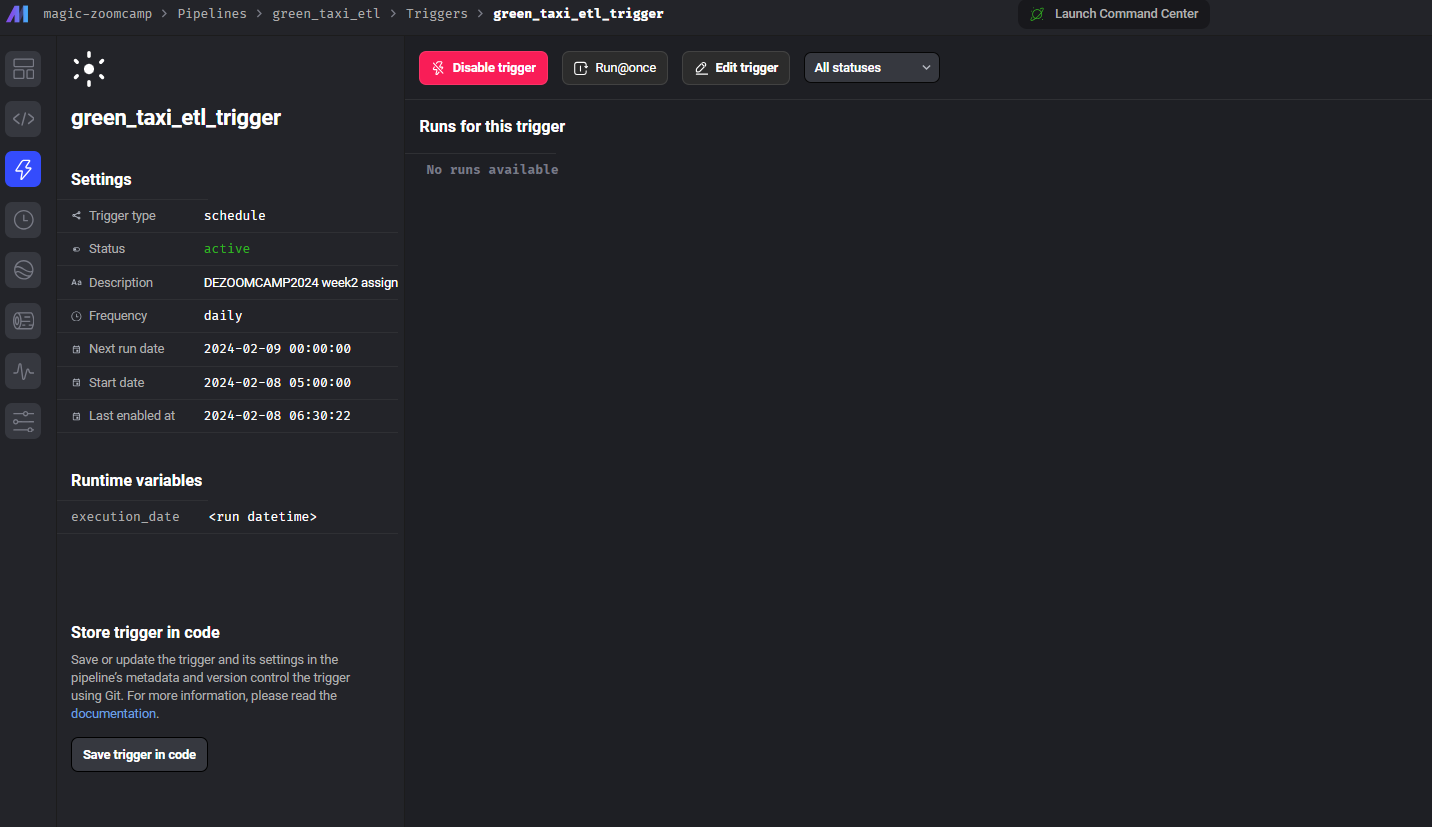 magic-zoomcamp > Pipelines > green_taxi_etl > Triggers > green_taxi_etl_trigger
Launch Command Center
green_taxi_etl_trigger
Settings
Trigger type schedule
Status active
Aa Description DEZOOMCAMP2024 week2 assign
Frequency daily
Next run date 2024-02-09 00:00:00
Start date 2024-02-08 05:00:00
Last enabled at 2024-02-08 06:30:22
Runtime variables
execution_date <run datetime>
Store trigger in code
Save or update the trigger and its settings in the
pipeline's metadata and version control the trigger
using Git. For more information, please read the
documentation.
Save trigger in code
Disable trigger Run@once Edit trigger All statuses
Runs for this trigger
No runs available